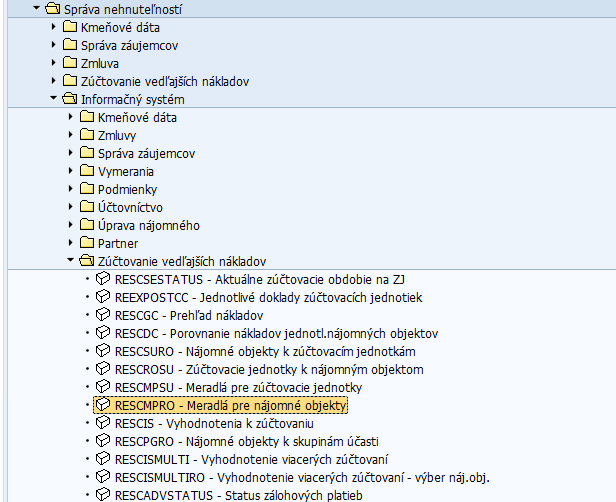 Správa nehnuteľností
Kmeňové dáta
Správa záujemcov
Zmluva
Zúčtovanie vedľajších nákladov
Informačný systém
Kmeňové dáta
Zmluvy
Správa záujemcov
Vymerania
Podmienky
Účtovníctvo
Úprava nájomného
Partner
Zúčtovanie vedľajších nákladov
RESCSESTATUS - Aktuálne zúčtovacie obdobie na ZJ
REEXPOSTCC - Jednotlivé doklady zúčtovacích jednotiek
RESCGC - Prehľad nákladov
RESCDC - Porovnanie nákladov jednotl.nájomných objektov
RESCSURO - Nájomné objekty k zúčtovacím jednotkám
RESCROSU - Zúčtovacie jednotky k nájomným objektom
RESCMPSU - Meradlá pre zúčtovacie jednotky
RESCMPRO - Meradlá pre nájomné objekty
RESCIS - Vyhodnotenia k zúčtovaniu
RESCPGRO - Nájomné objekty k skupinám účasti
RESCISMULTI - Vyhodnotenie viacerých zúčtovaní
RESCISMULTIRO - Vyhodnotenie viacerých zúčtovaní - výber náj.obj.
RESCADVSTATUS - Status zálohových platieb